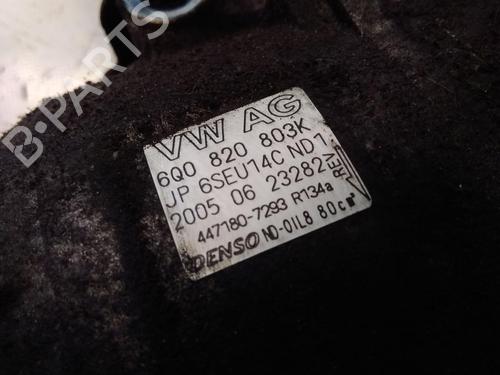 B-PARTS
VW AG
6Q0 820 803K
JP 6SEU14C ND1
2005 06 23282
REV
447180-7293 R134a
DENSO ND-OIL8 80cm³